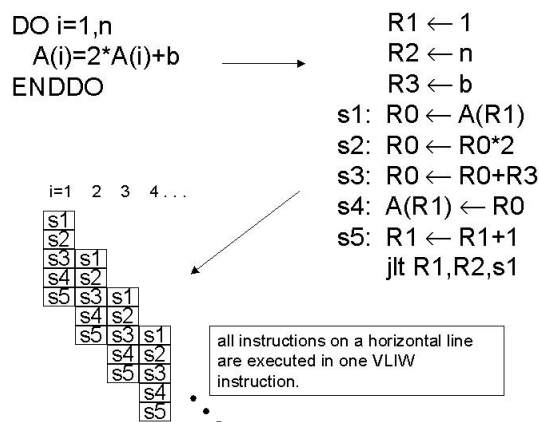 DO i=1,n
A(i)=2*A(i)+b
ENDDO
R1 ← 1
R2 ← n
R3 ← b
s1: R0 ← A(R1)
s2: R0 ← R0*2
s3: R0 ← R0+R3
s4: A(R1) ← R0
s5: R1 ← R1+1
jlt R1,R2,s1
i=1 2 3 4 . . .
s1
s2
s3 s1
s4 s2
s5 s3 s1
s4 s2
s5 s3 s1
s4 s2
s5 s3
s4
s5
all instructions on a horizontal line
are executed in one VLIW
instruction.